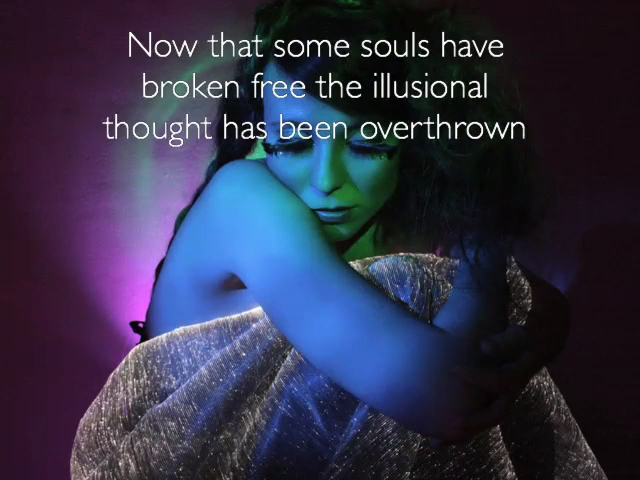 Now that some souls have
broken free the illusional
thought has been overthrown